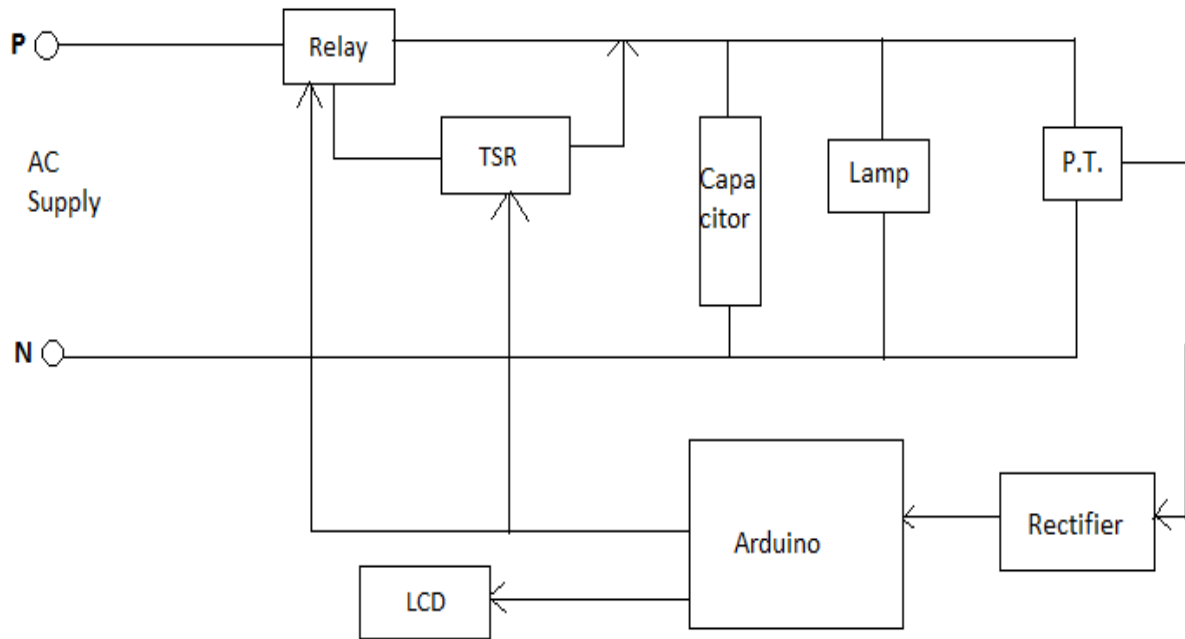 P
Relay
TSR
AC
Supply
Capa
citor
Lamp
P.T.
N
Arduino
Rectifier
LCD